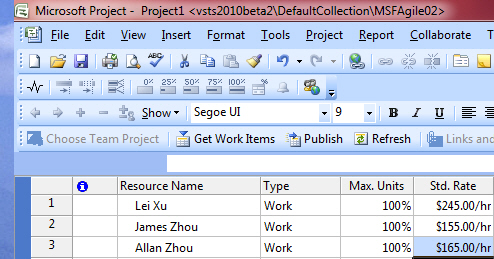 Microsoft Project - Project1 <vsts2010beta2\DefaultCollection\MSFAgile02>
File Edit View Insert Format Tools Project Report Collaborate
ABC
0% 25% 50% 75% 100%
Show Segoe UI 9 B I U
Choose Team Project Get Work Items Publish Refresh Links and
Resource Name Type Max. Units Std. Rate
1 Lei Xu Work 100% $245.00/hr
2 James Zhou Work 100% $155.00/hr
3 Allan Zhou Work 100% $165.00/hr